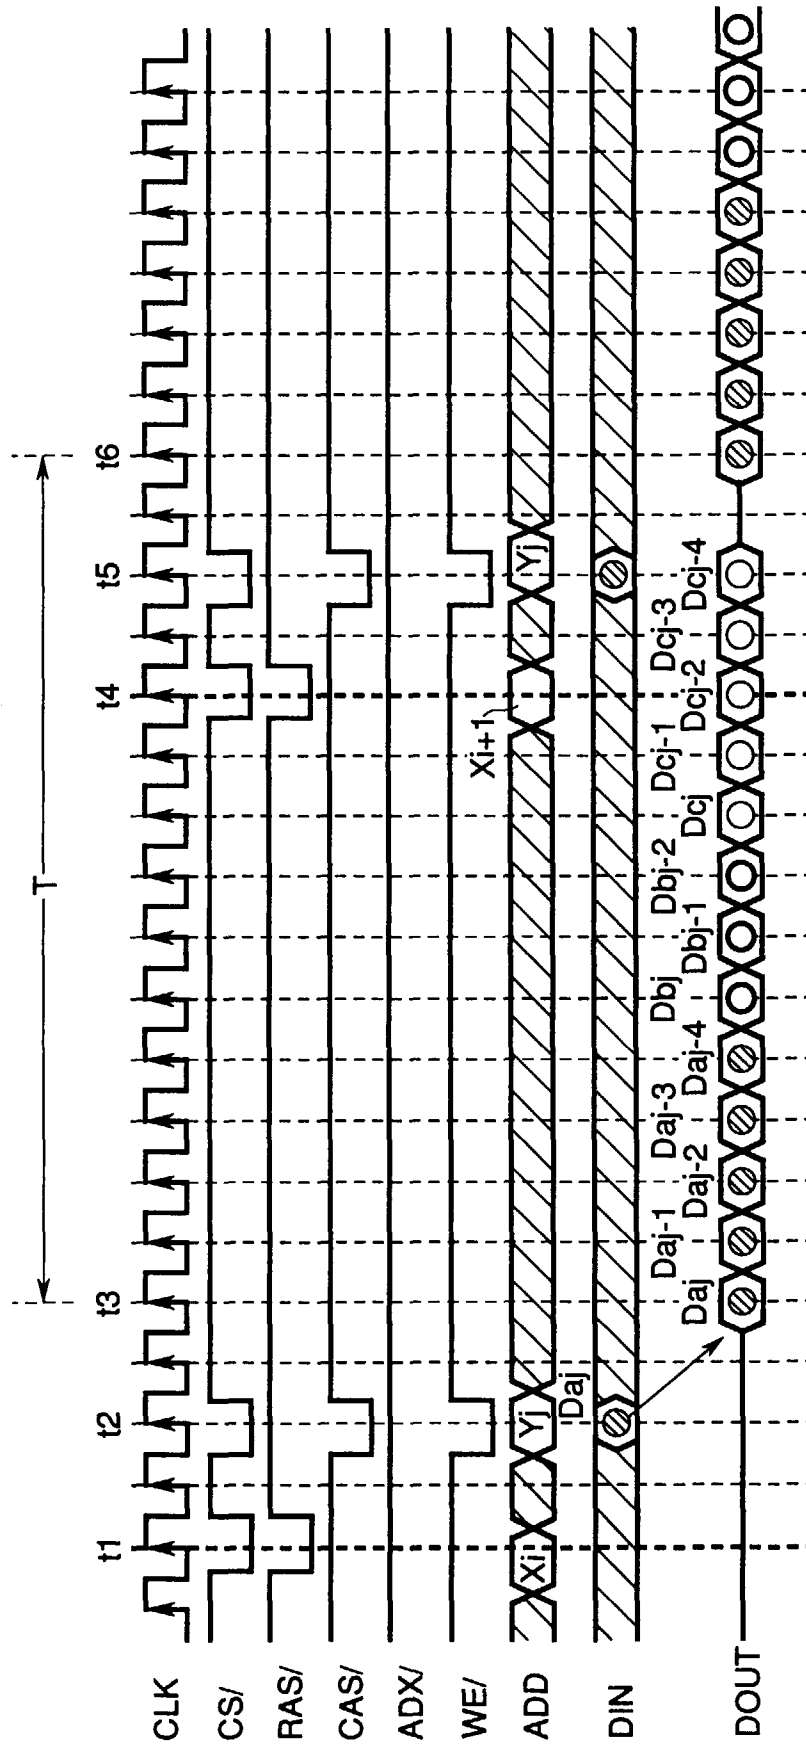 T
t1 t2 t3 t4 t5 t6
CLK
CS/
RAS/
CAS/
ADX/
WE/
ADD Xi Yj Xi+1 Yj
DIN Daj
Daj-1 Daj-3 Dbj Dbj-2 Dcj-1 Dcj-3
Daj Daj-2 Daj-4 Dbj-1 Dcj Dcj-2 Dcj-4
DOUT